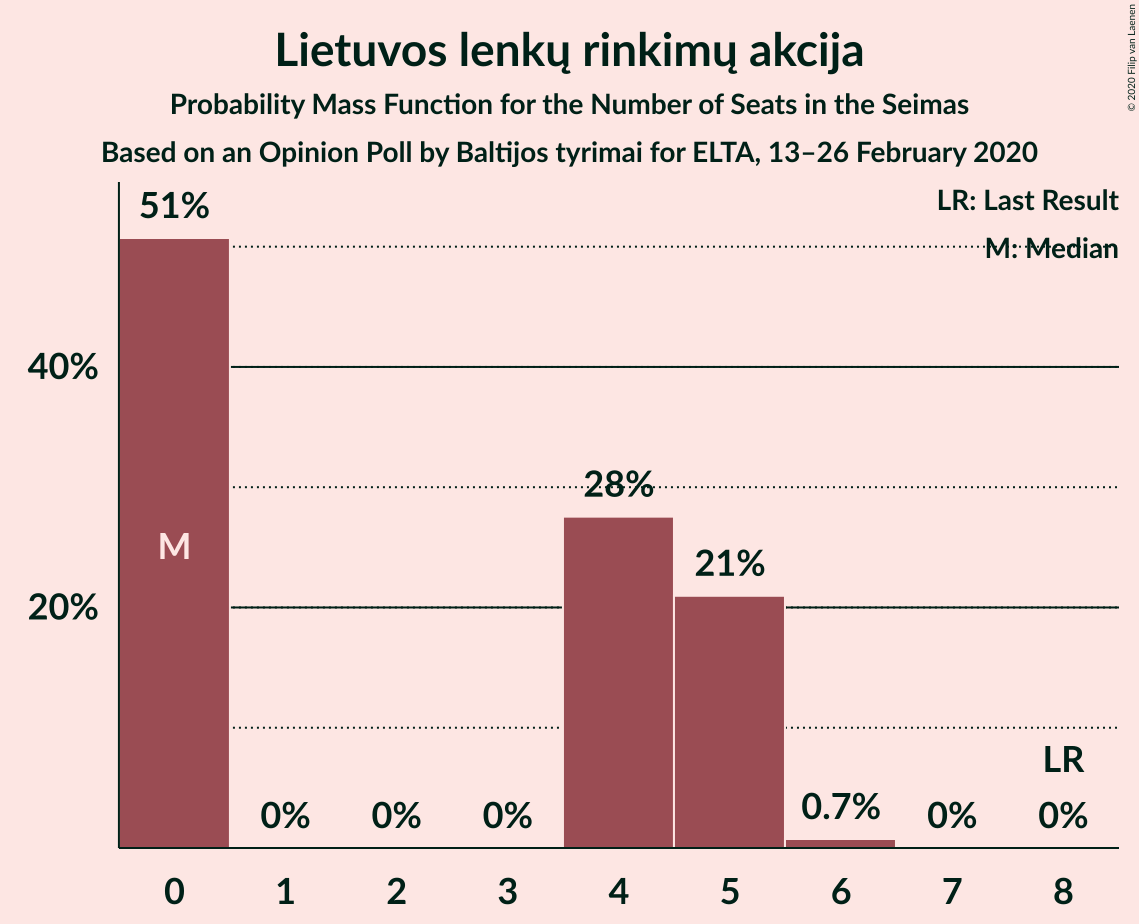 Lietuvos lenkų rinkimų akcija
Probability Mass Function for the Number of Seats in the Seimas
Based on an Opinion Poll by Baltijos tyrimai for ELTA, 13–26 February 2020
© 2020 Filip van Laenen
LR: Last Result
M: Median
51%
40%
28%
M
21%
20%
LR
0%
0%
0%
0.7%
0%
0%
0
1
2
3
4
5
6
7
8